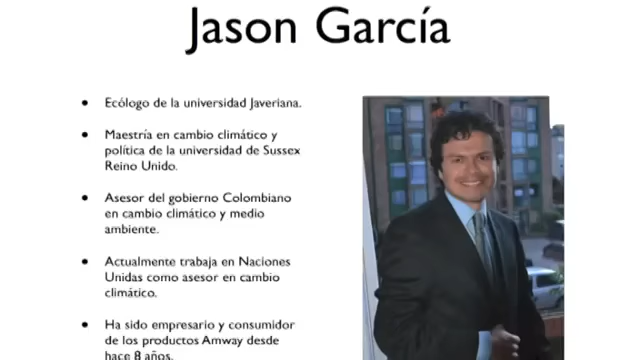 Jason García
• Ecólogo de la universidad Javeriana.
• Maestría en cambio climático y
política de la universidad de Sussex
Reino Unido.
• Asesor del gobierno Colombiano
en cambio climático y medio
ambiente.
• Actualmente trabaja en Naciones
Unidas como asesor en cambio
climático.
• Ha sido empresario y consumidor
de los productos Amway desde
hace 8 años.